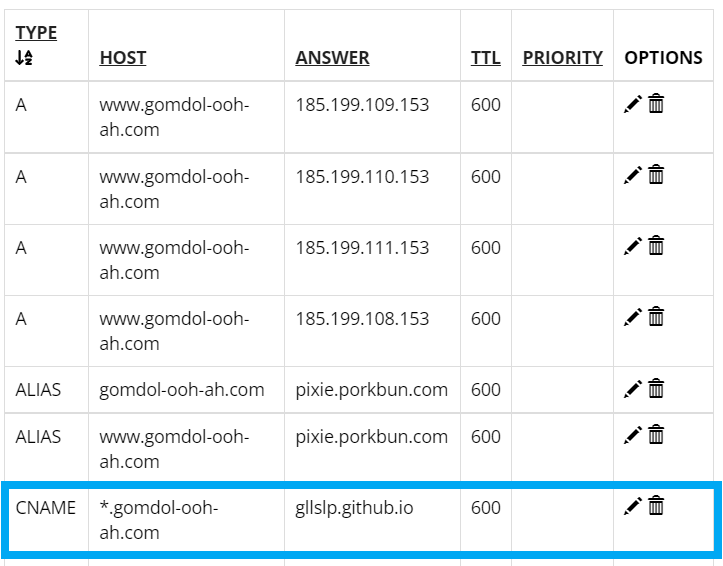 TYPE
HOST ANSWER TTL PRIORITY OPTIONS
A www.gomdol-ooh- 185.199.109.153 600
ah.com
A www.gomdol-ooh- 185.199.110.153 600
ah.com
A www.gomdol-ooh- 185.199.111.153 600
ah.com
A www.gomdol-ooh- 185.199.108.153 600
ah.com
ALIAS gomdol-ooh-ah.com pixie.porkbun.com 600
ALIAS www.gomdol-ooh- pixie.porkbun.com 600
ah.com
CNAME *.gomdol-ooh- gllslp.github.io 600
ah.com